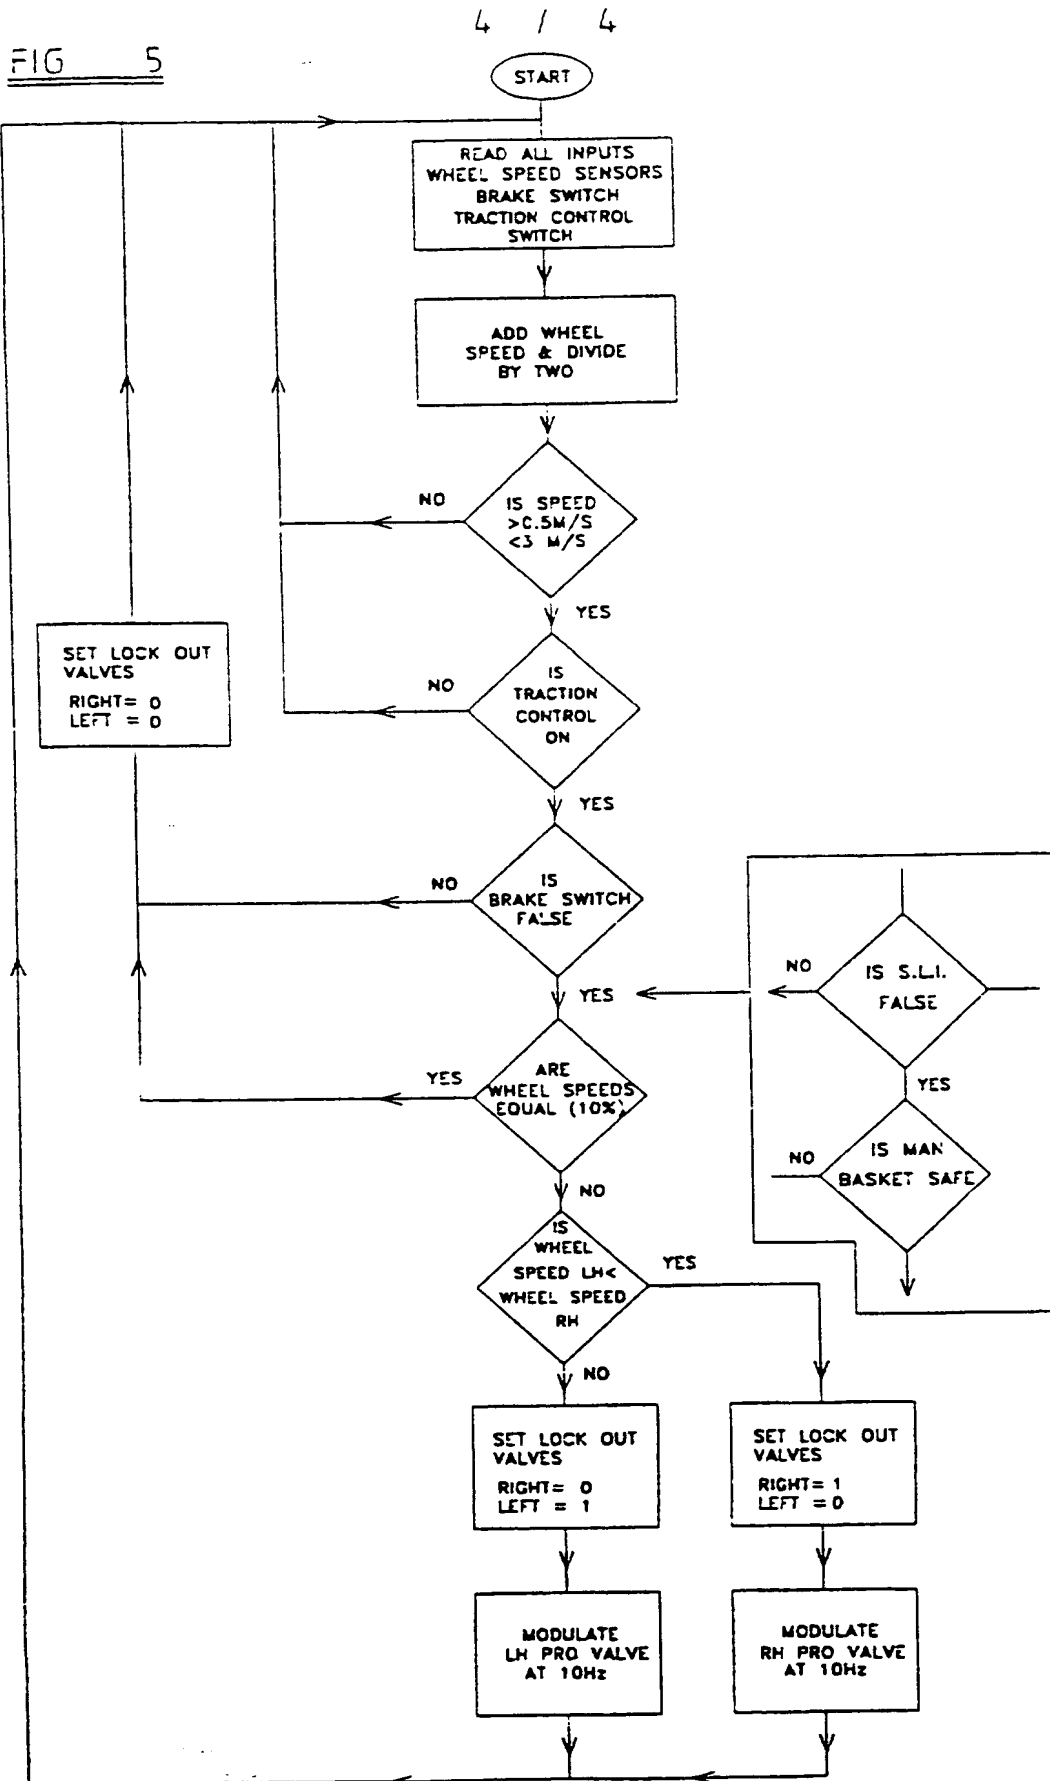 4 / 4
FIG 5
START
READ ALL INPUTS
WHEEL SPEED SENSORS
BRAKE SWITCH
TRACTION CONTROL
SWITCH
ADD WHEEL
SPEED & DIVIDE
BY TWO
NO
IS SPEED
>0.5M/S
<3 M/S
YES
SET LOCK OUT
VALVES
RIGHT= 0
LEFT = 0
NO
IS
TRACTION
CONTROL
ON
YES
NO
IS
BRAKE SWITCH
FALSE
YES
NO
IS S.L.I.
FALSE
YES
YES
ARE
WHEEL SPEEDS
EQUAL (10%)
NO
NO
IS MAN
BASKET SAFE
IS
WHEEL
SPEED LH<
WHEEL SPEED
RH
YES
NO
SET LOCK OUT
VALVES
RIGHT= 0
LEFT = 1
SET LOCK OUT
VALVES
RIGHT= 1
LEFT =0
MODULATE
LH PRO VALVE
AT 10Hz
MODULATE
RH PRO VALVE
AT 10Hz